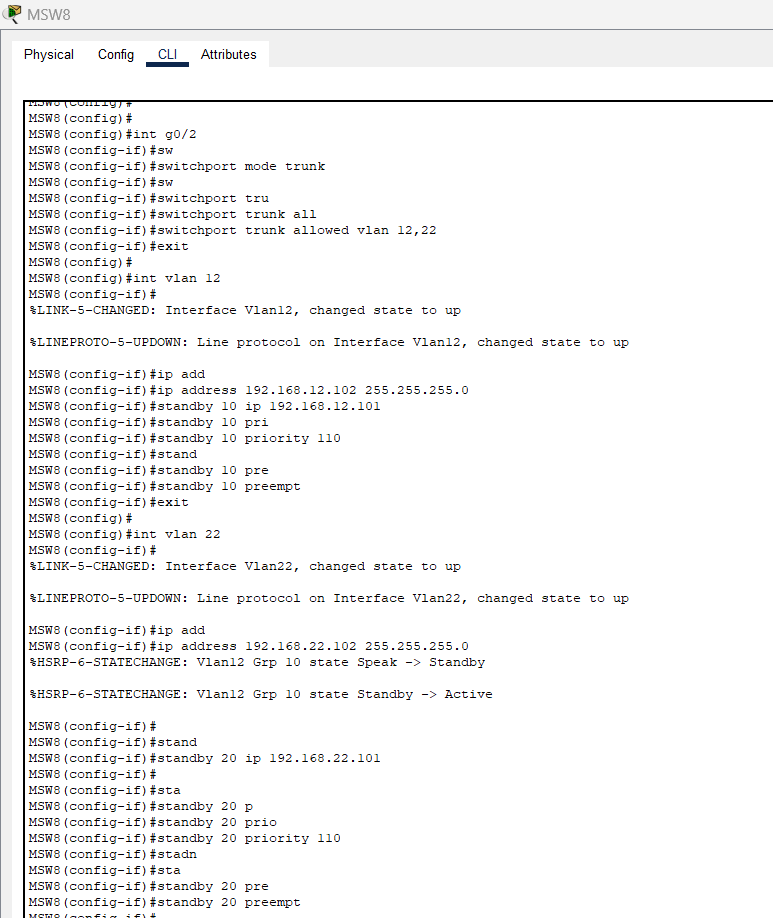 MSW8
Physical Config CLI Attributes
MSW8(config)#
MSW8(config)#
MSW8(config)#int g0/2
MSW8(config-if)#sw
MSW8(config-if)#switchport mode trunk
MSW8(config-if)#sw
MSW8(config-if)#switchport tru
MSW8(config-if)#switchport trunk all
MSW8(config-if)#switchport trunk allowed vlan 12,22
MSW8(config-if)#exit
MSW8(config)#
MSW8(config)#int vlan 12
MSW8(config-if)#
%LINK-5-CHANGED: Interface Vlan12, changed state to up
%LINEPROTO-5-UPDOWN: Line protocol on Interface Vlan12, changed state to up
MSW8(config-if)#ip add
MSW8(config-if)#ip address 192.168.12.102 255.255.255.0
MSW8(config-if)#standby 10 ip 192.168.12.101
MSW8(config-if)#standby 10 pri
MSW8(config-if)#standby 10 priority 110
MSW8(config-if)#stand
MSW8(config-if)#standby 10 pre
MSW8(config-if)#standby 10 preempt
MSW8(config-if)#exit
MSW8(config)#
MSW8(config)#int vlan 22
MSW8(config-if)#
%LINK-5-CHANGED: Interface Vlan22, changed state to up
%LINEPROTO-5-UPDOWN: Line protocol on Interface Vlan22, changed state to up
MSW8(config-if)#ip add
MSW8(config-if)#ip address 192.168.22.102 255.255.255.0
%HSRP-6-STATECHANGE: Vlan12 Grp 10 state Speak -> Standby
%HSRP-6-STATECHANGE: Vlan12 Grp 10 state Standby -> Active
MSW8(config-if)#
MSW8(config-if)#stand
MSW8(config-if)#standby 20 ip 192.168.22.101
MSW8(config-if)#
MSW8(config-if)#sta
MSW8(config-if)#standby 20 p
MSW8(config-if)#standby 20 prio
MSW8(config-if)#standby 20 priority 110
MSW8(config-if)#stadn
MSW8(config-if)#sta
MSW8(config-if)#standby 20 pre
MSW8(config-if)#standby 20 preempt
MSW8(config-if)#